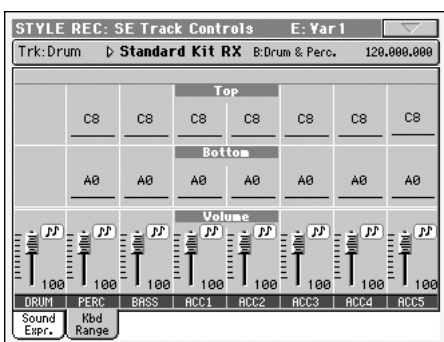 STYLE REC: SE Track Controls E: Var1
Trk:Drum Standard Kit RX B:Drum & Perc. 120.000.000
Top
C8 C8 C8 C8 C8 C8 C8
Bottom
A0 A0 A0 A0 A0 A0 A0
Volume
100 100 100 100 100 100 100 100
DRUM PERC BASS ACC1 ACC2 ACC3 ACC4 ACC5
Sound Kbd
Expr. Range